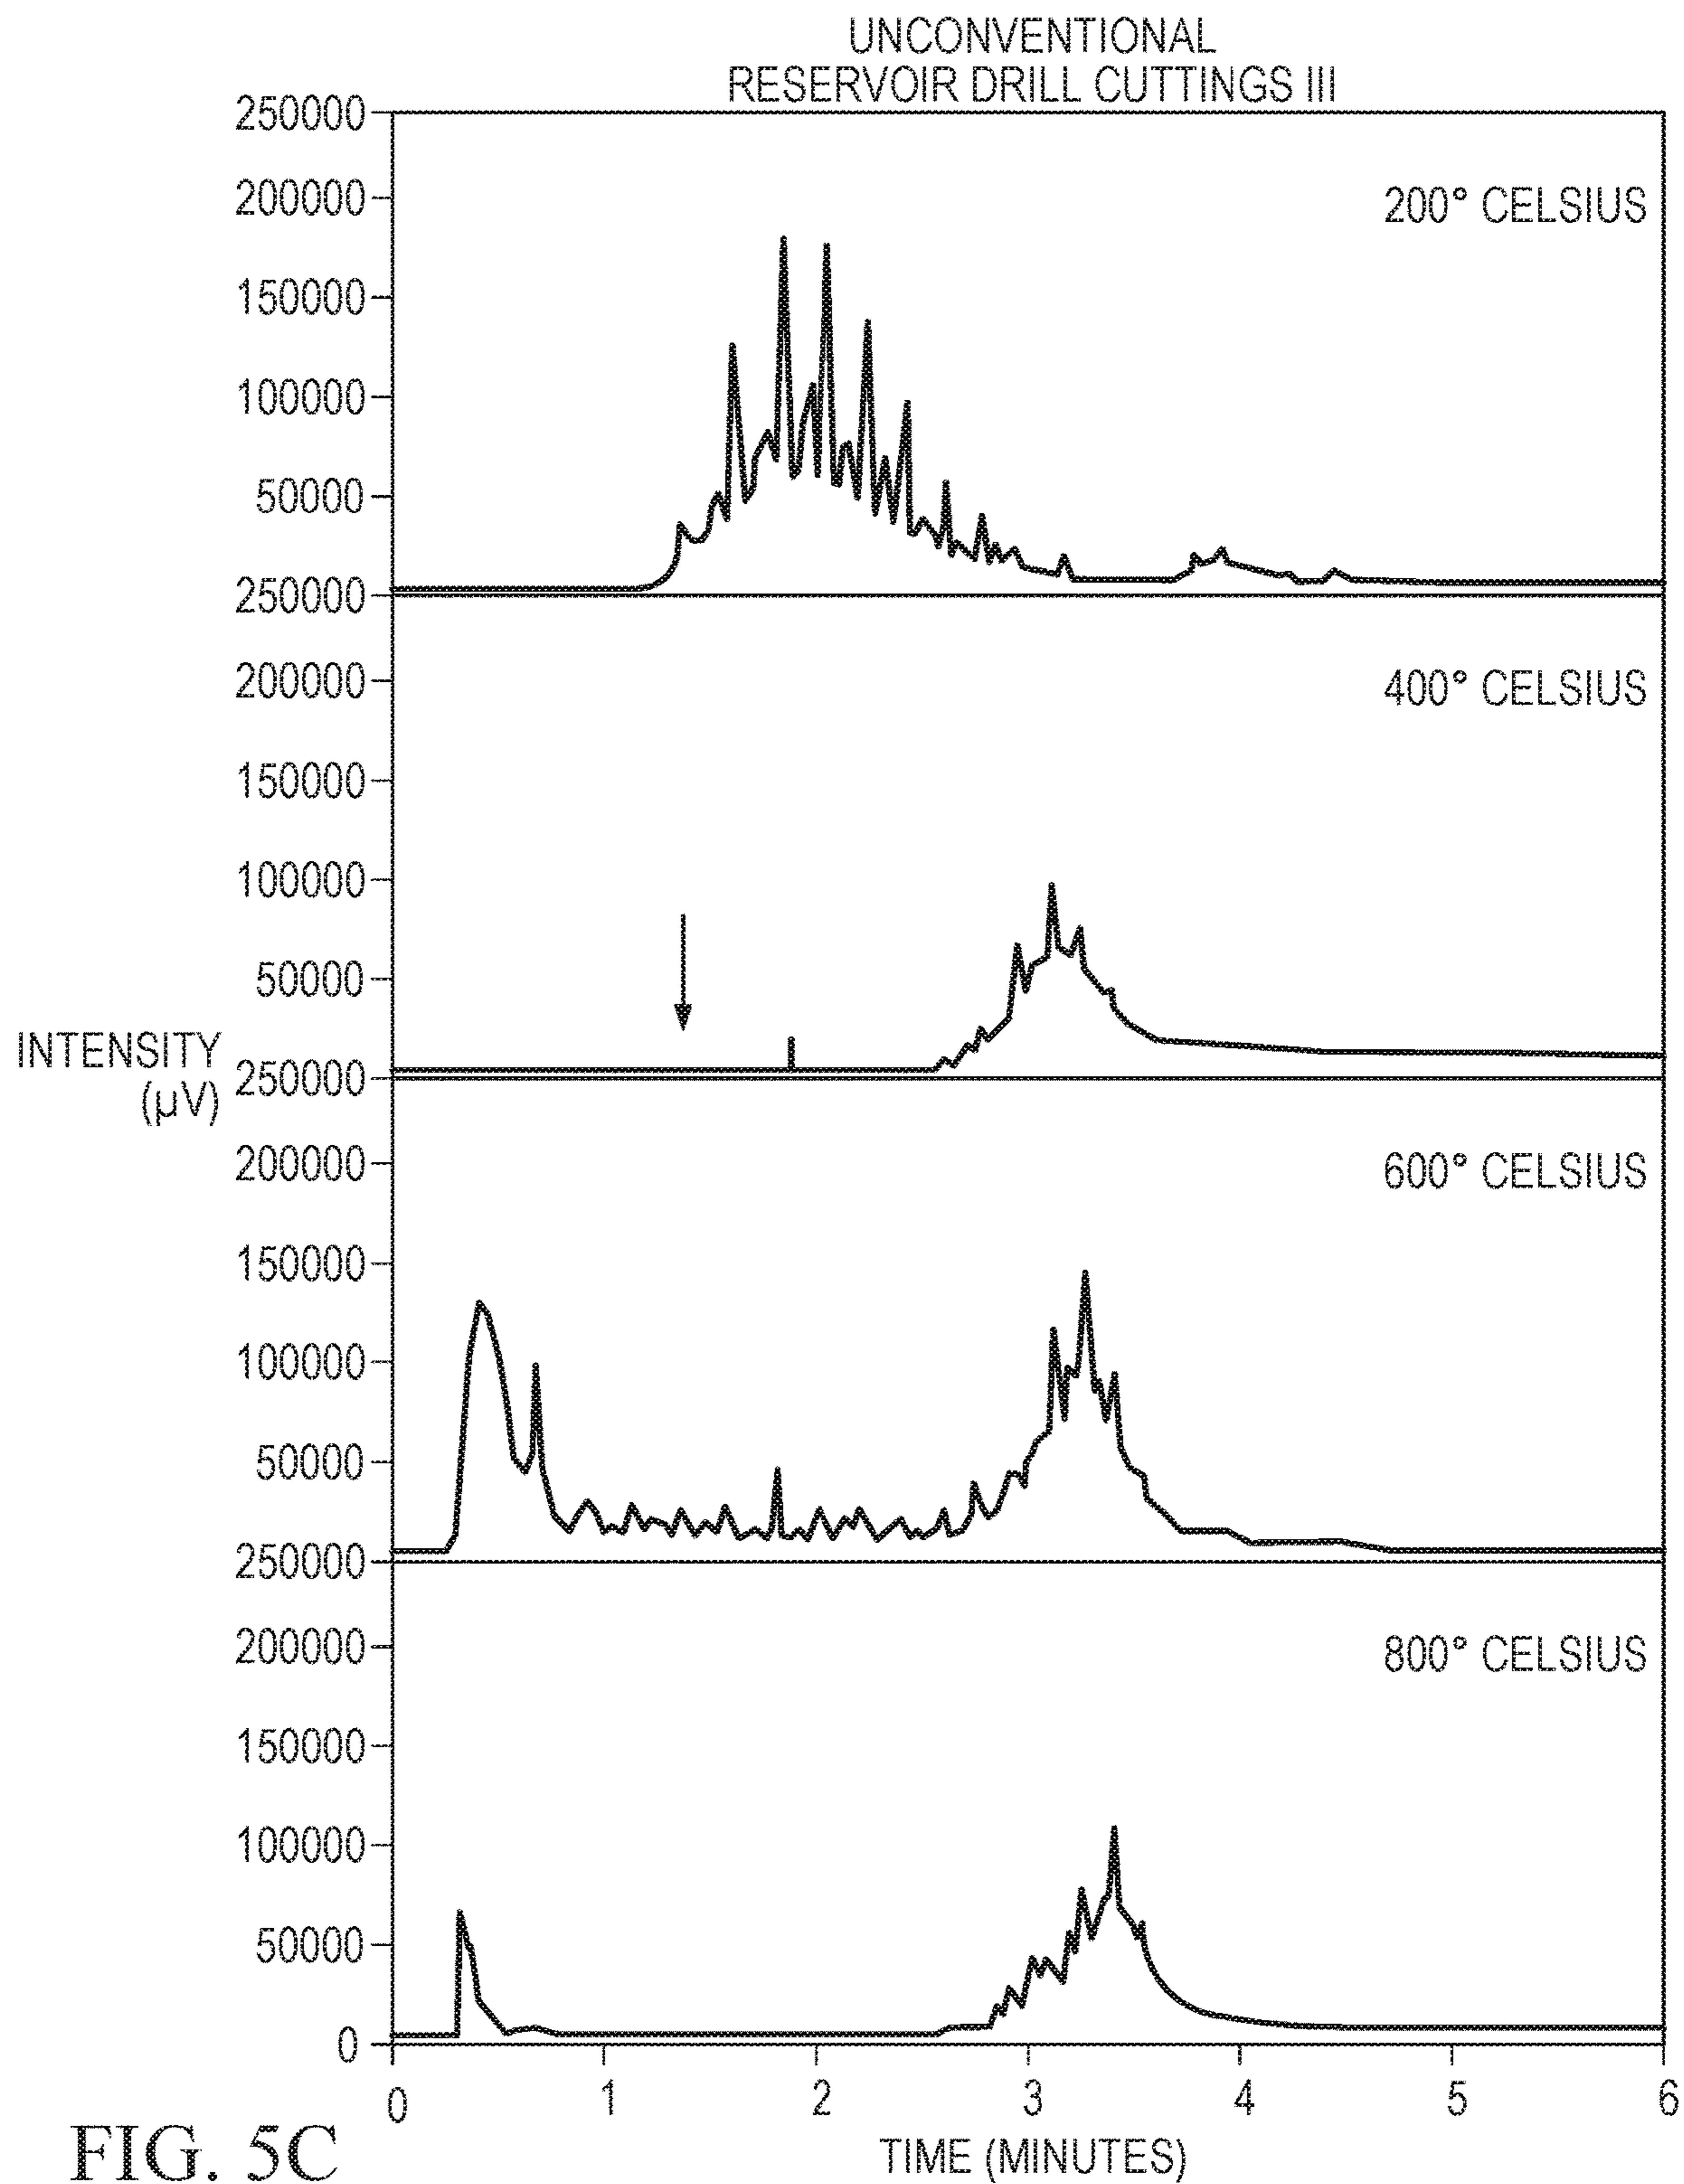 UNCONVENTIONAL
RESERVOIR DRILL CUTTINGS III
250000
200000
200° CELSIUS
150000
100000
50000
250000
200000
400° CELSIUS
150000
100000
50000
INTENSITY
(µV)
250000
200000
600° CELSIUS
150000
100000
50000
250000
200000
800° CELSIUS
150000
100000
50000
0
0 1 2 3 4 5 6
TIME (MINUTES)
FIG. 5C